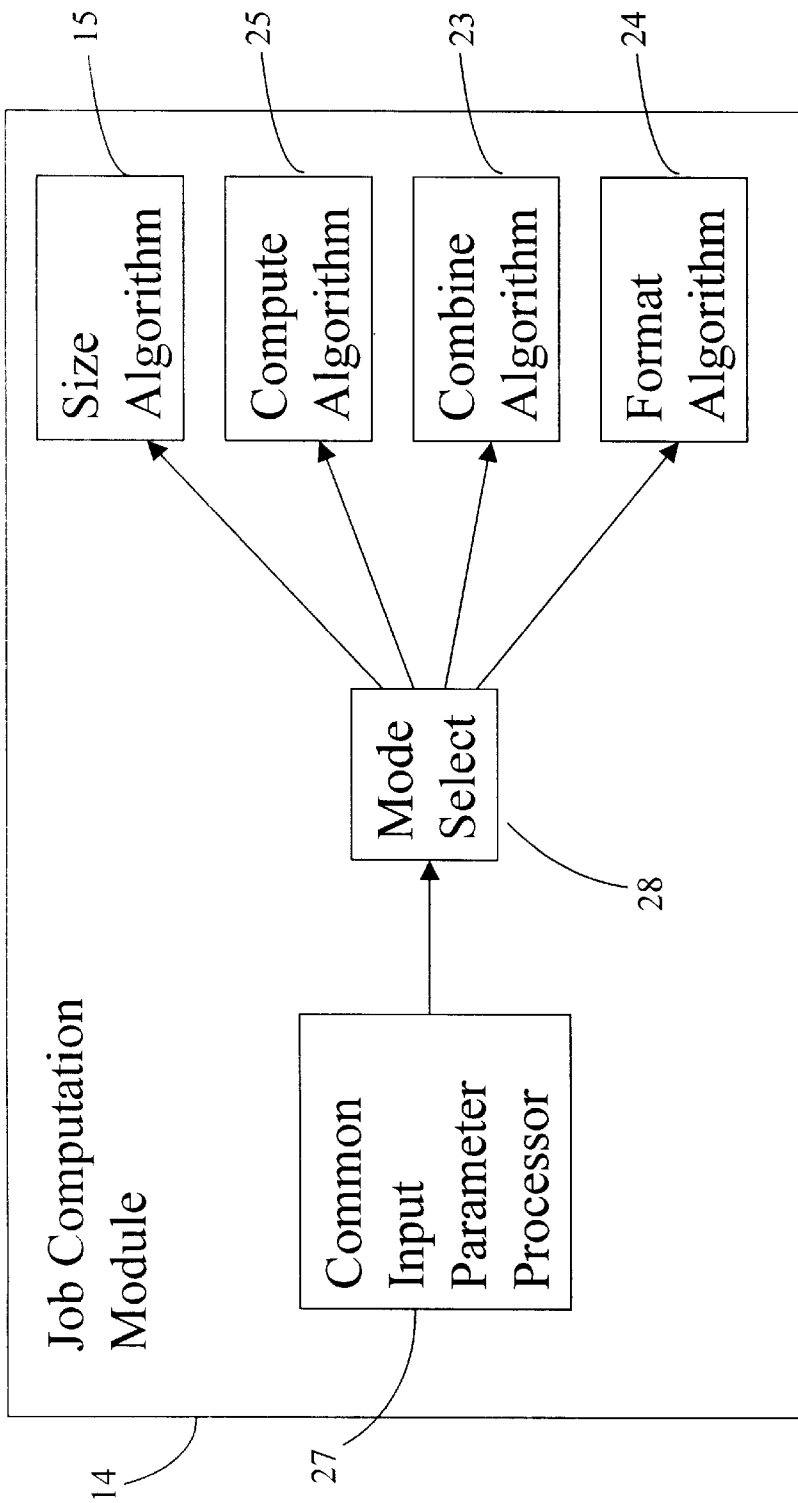 Job Computation
Module
14
Common
Input
Parameter
Processor
27
Mode
Select
28
Size
Algorithm
15
Compute
Algorithm
25
Combine
Algorithm
23
Format
Algorithm
24